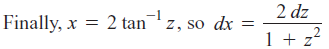 Finally, x = 2 tan⁻¹ z, so dx = 2 dz / 1 + z²